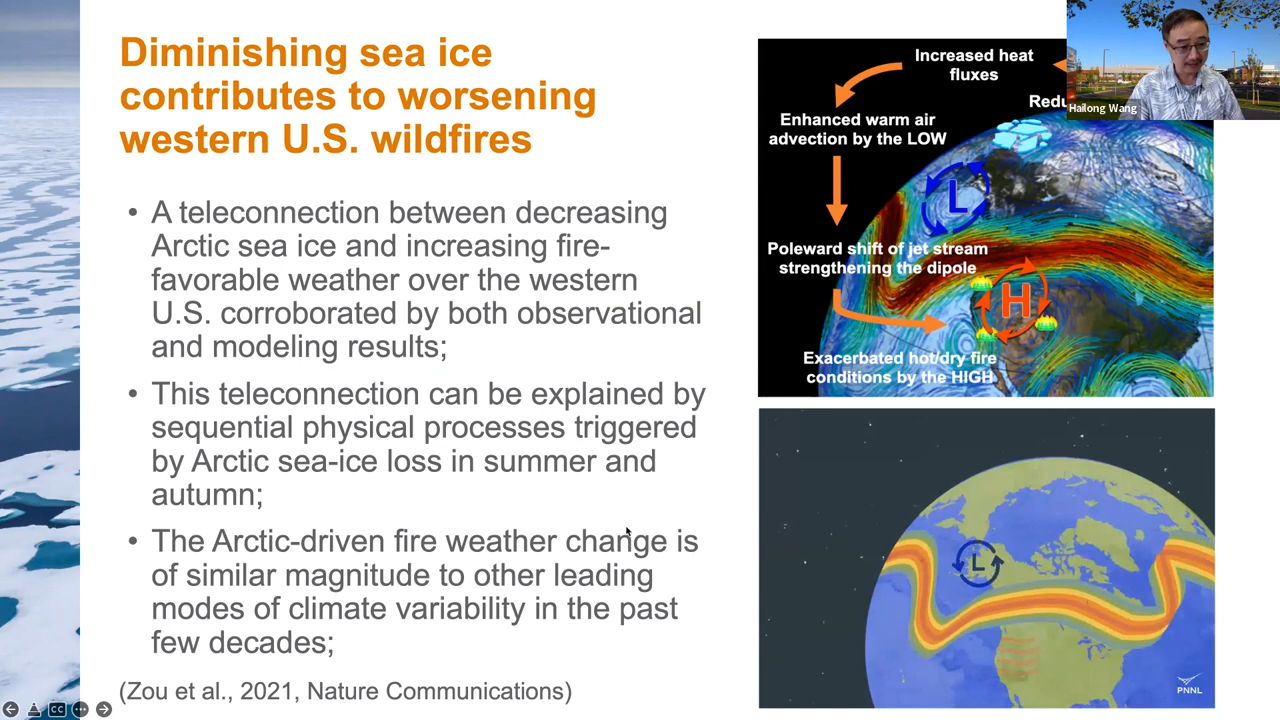 Diminishing sea ice
contributes to worsening
western U.S. wildfires
• A teleconnection between decreasing
Arctic sea ice and increasing fire-
favorable weather over the western
U.S. corroborated by both observational
and modeling results;
• This teleconnection can be explained by
sequential physical processes triggered
by Arctic sea-ice loss in summer and
autumn;
• The Arctic-driven fire weather change is
of similar magnitude to other leading
modes of climate variability in the past
few decades;
(Zou et al., 2021, Nature Communications)
Increased heat
fluxes
Hailong Wang
Enhanced warm air
advection by the LOW
L
Poleward shift of jet stream
strengthening the dipole
H
Exacerbated hot/dry fire
conditions by the HIGH
L
PNNL
CC